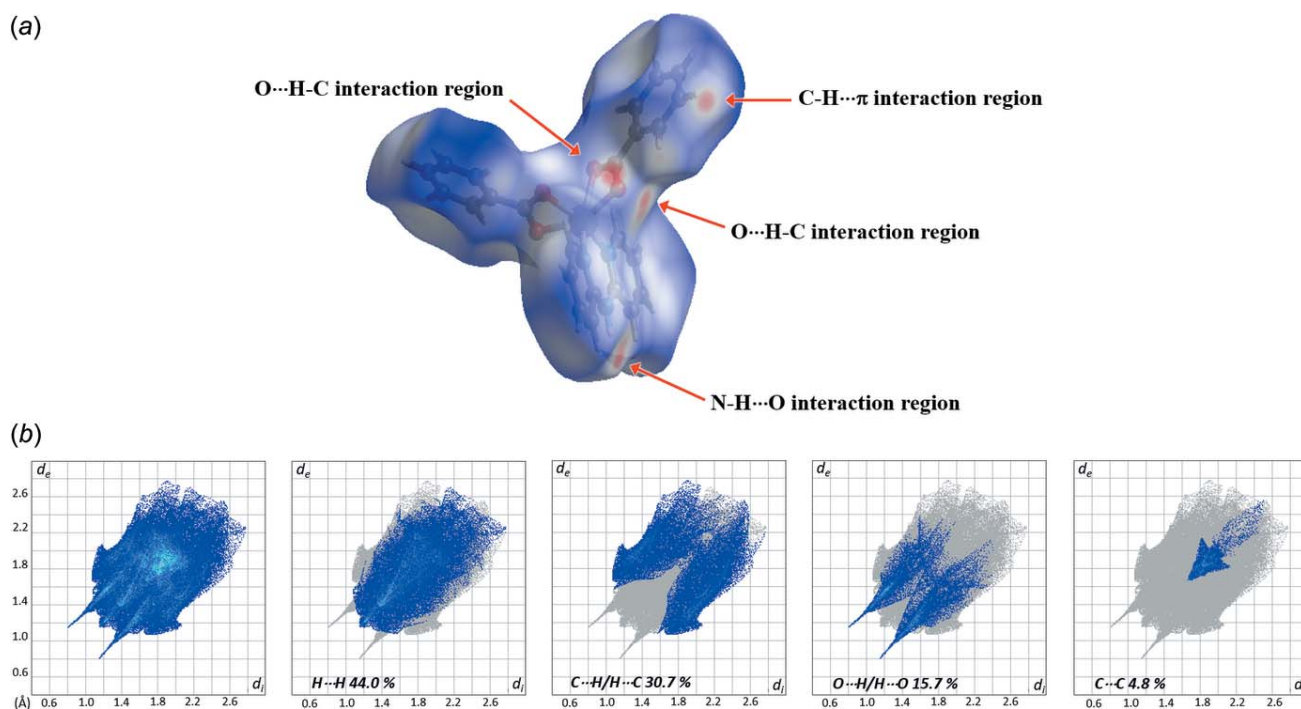 (a)
O···H-C interaction region
C-H···π interaction region
O···H-C interaction region
N-H···O interaction region
(b)
d_e d_e d_e d_e d_e
2.6
2.2
1.8
1.4
1.0
0.6
H···H 44.0 % C···H/H···C 30.7 % O···H/H···O 15.7 % C···C 4.8 %
d_i d_i d_i d_i d
(Å) 0.6 1.0 1.4 1.8 2.2 2.6 0.6 1.0 1.4 1.8 2.2 2.6 0.6 1.0 1.4 1.8 2.2 2.6 0.6 1.0 1.4 1.8 2.2 2.6 0.6 1.0 1.4 1.8 2.2 2.6